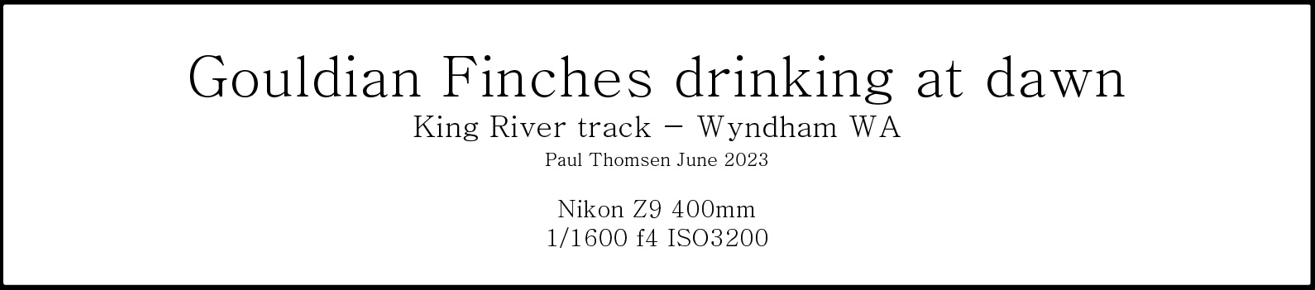 Gouldian Finches drinking at dawn
King River track – Wyndham WA
Paul Thomsen June 2023
Nikon Z9 400mm
1/1600 f4 ISO3200